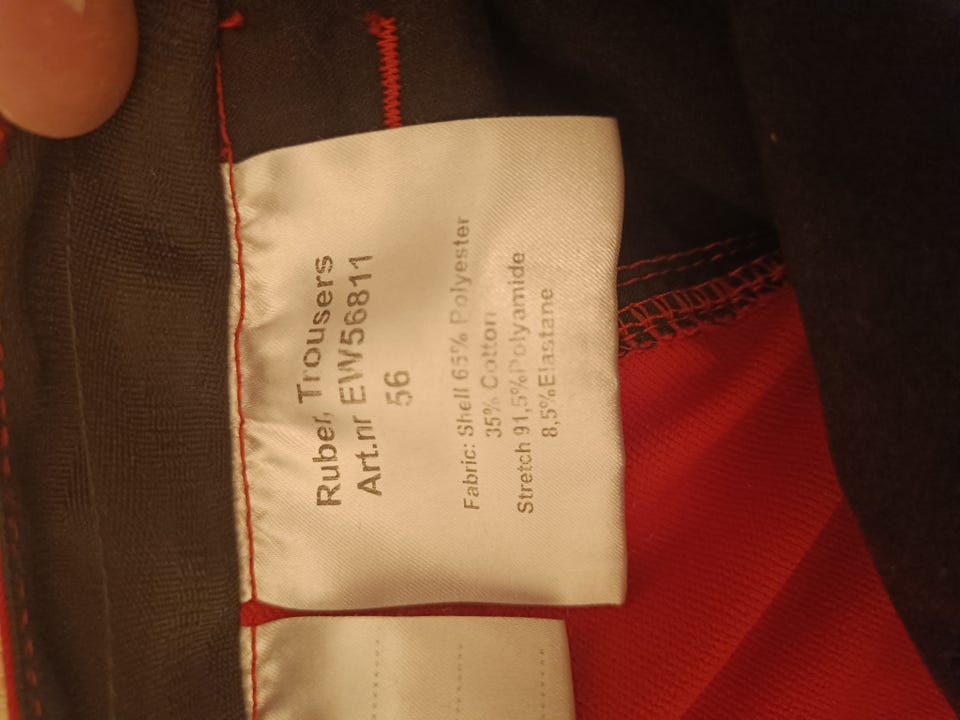 Ruber, Trousers
Art.nr EW56811
56
Fabric: Shell 65% Polyester
35% Cotton
Stretch 91,5%Polyamide
8,5%Elastane